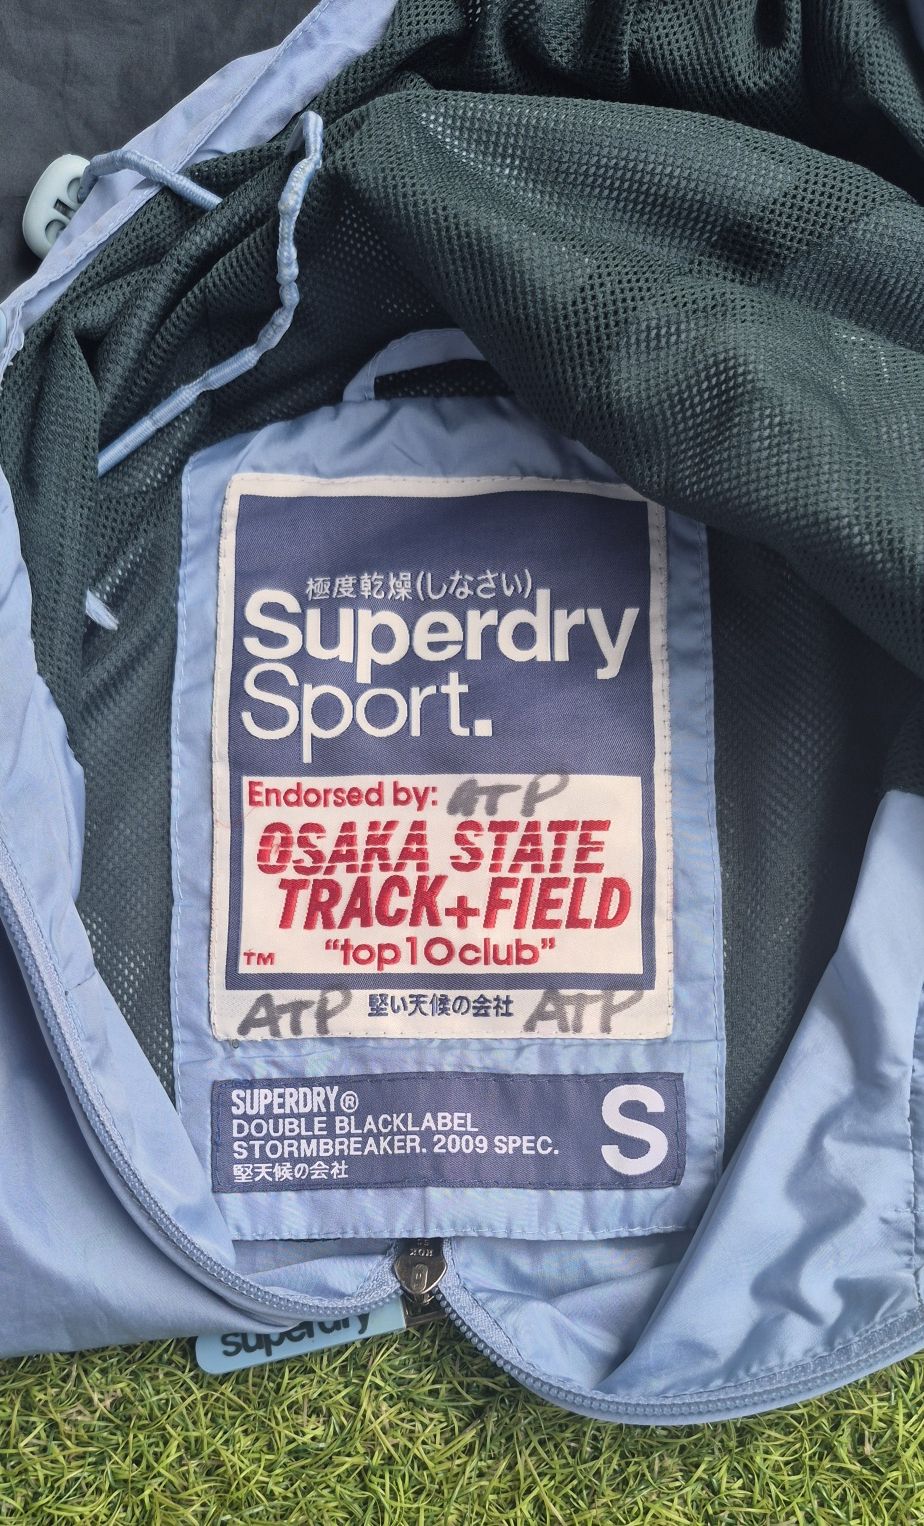 極度乾燥(しなさい)
Superdry
Sport.
Endorsed by: ATP
OSAKA STATE
TRACK+FIELD
™ "top10club"
ATP 堅い天候の会社 ATP
SUPERDRY®
DOUBLE BLACKLABEL
STORMBREAKER. 2009 SPEC.
堅天候の会社
S
superdry